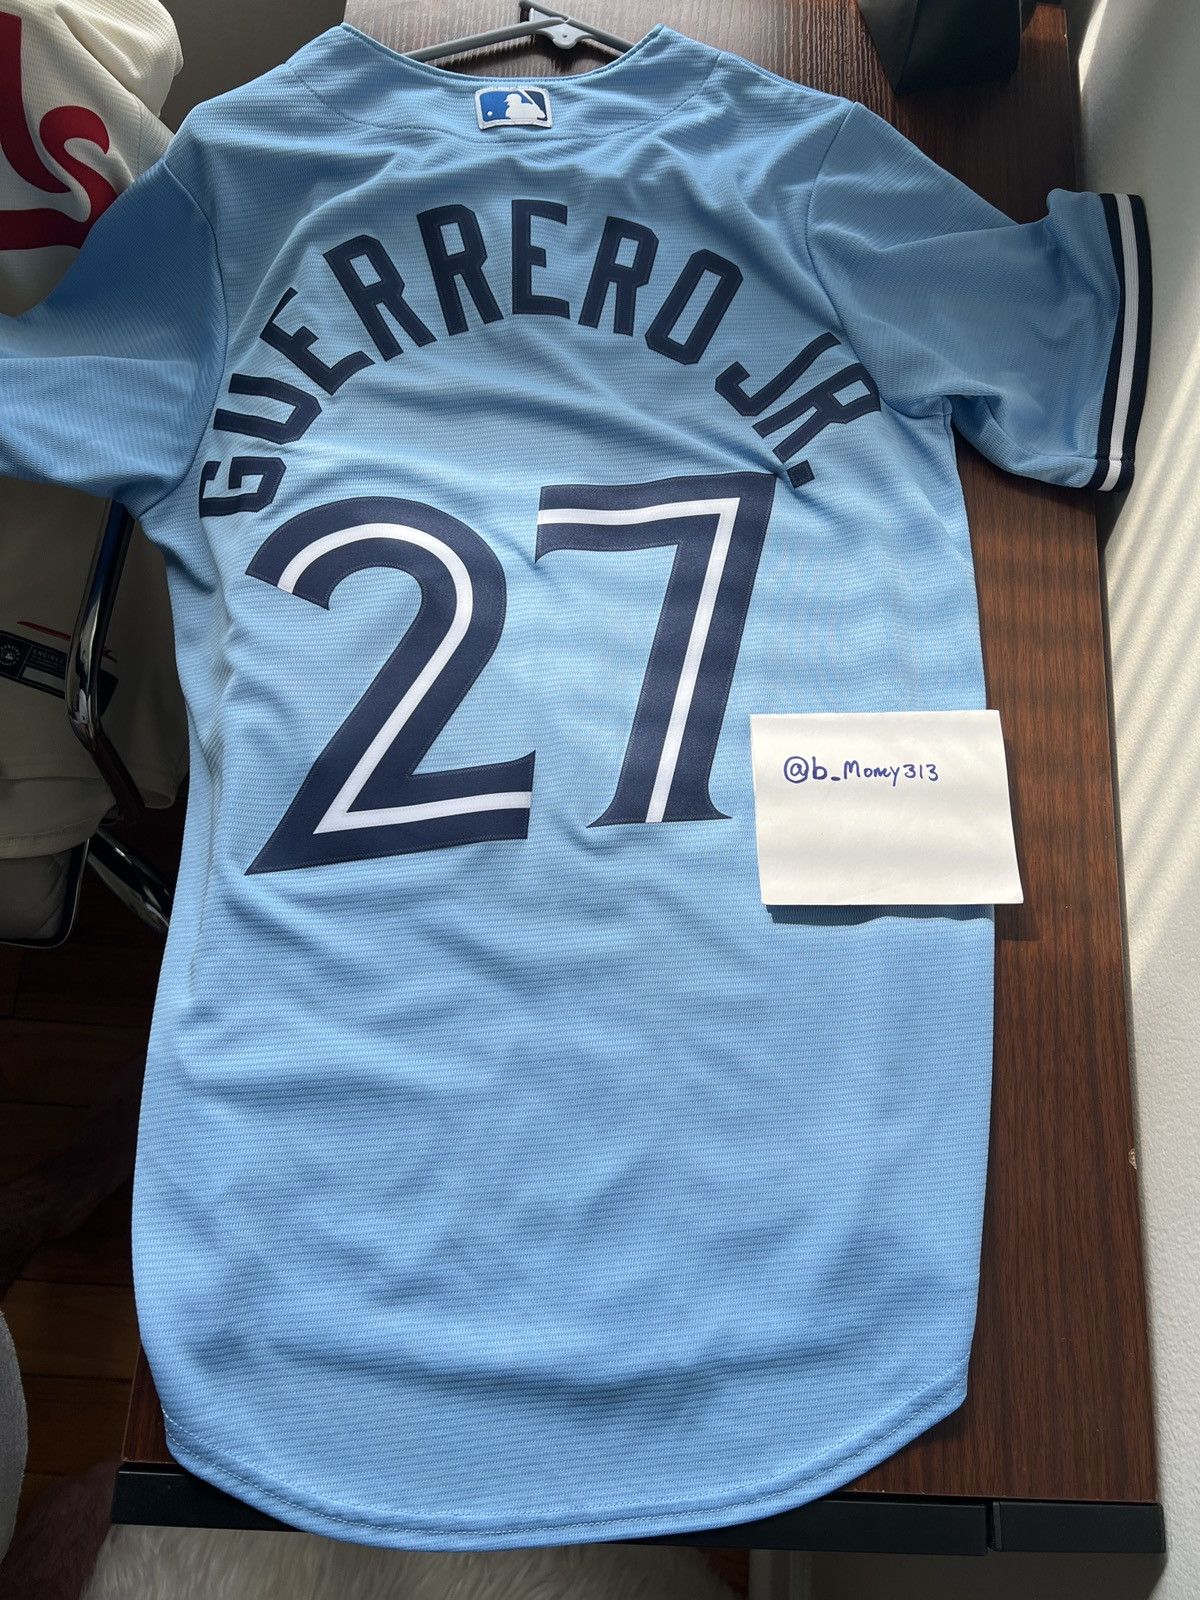 GUERRERO JR.
27
@b_Money313